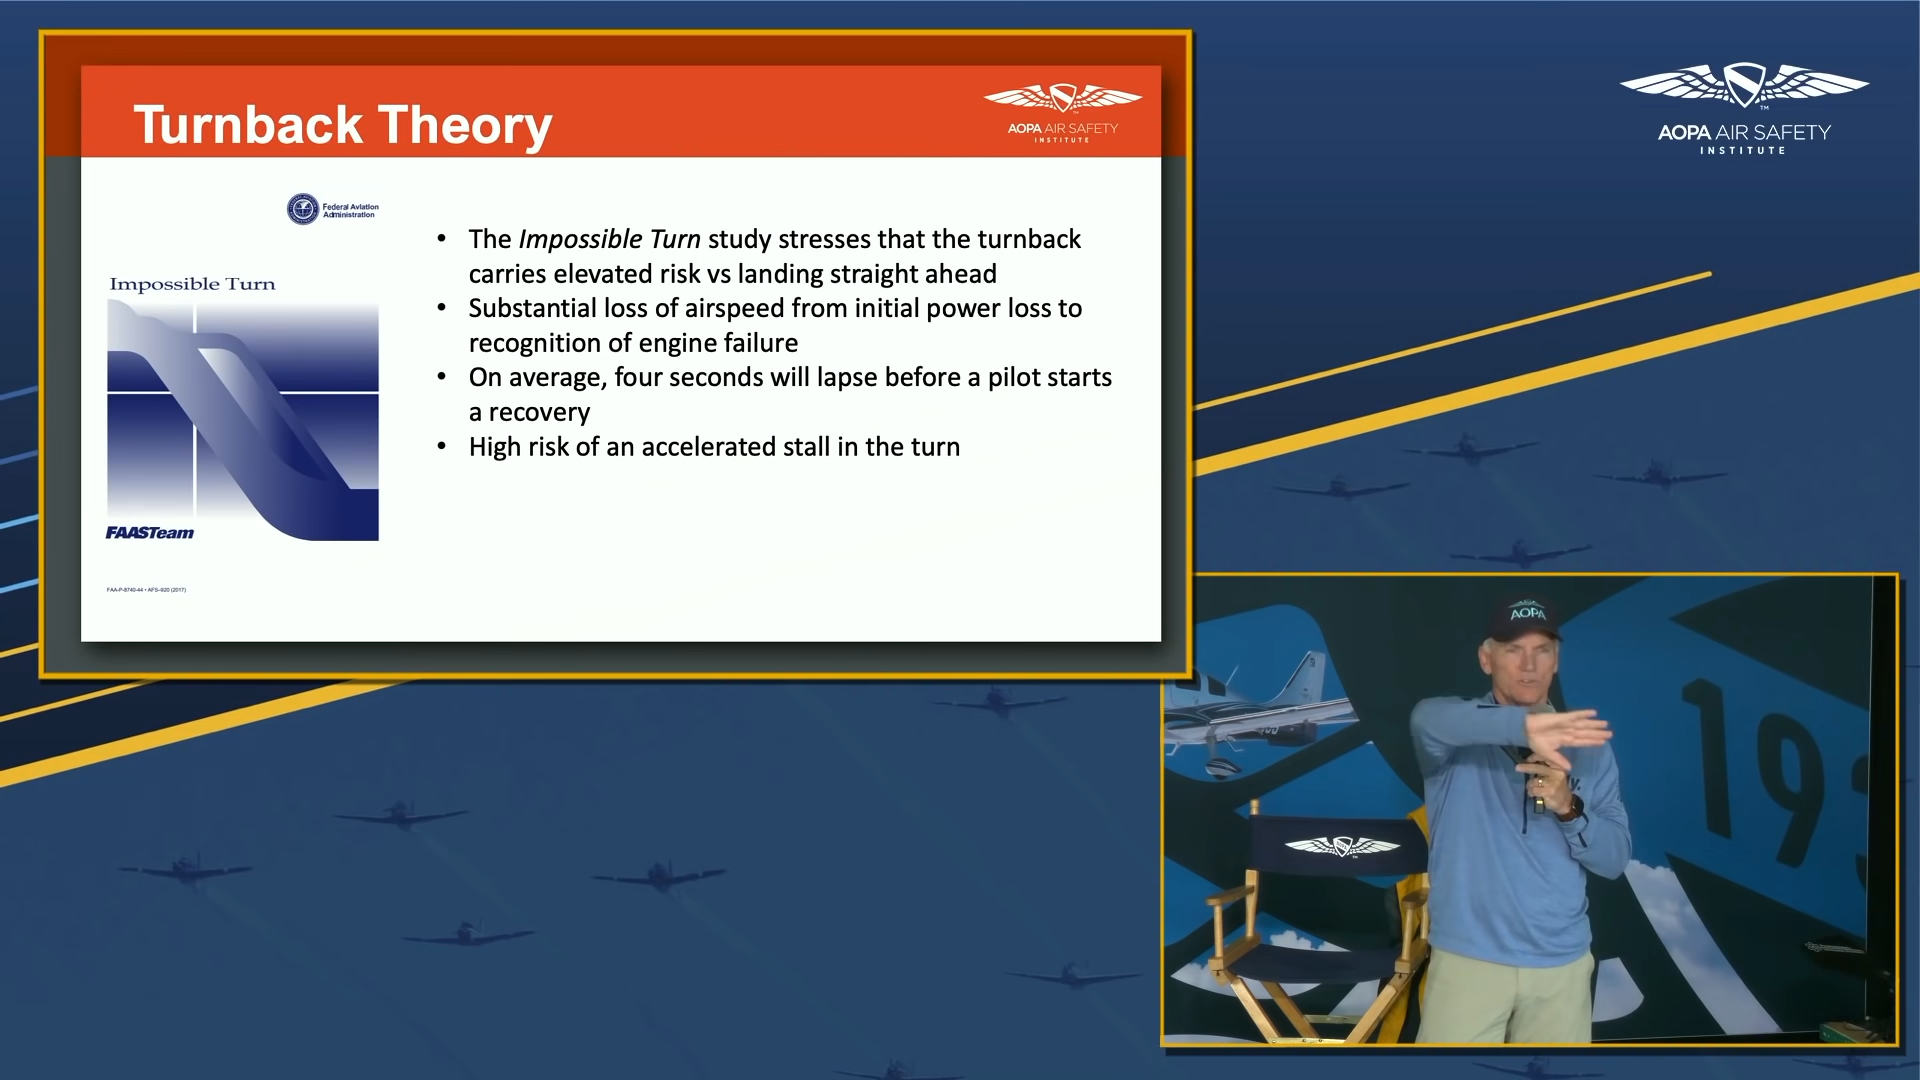 Turnback Theory
AOPA AIR SAFETY
INSTITUTE
Federal Aviation
Administration
Impossible Turn
FAASTeam
FAA-P-8740-44 • AFS-920 (2017)
• The Impossible Turn study stresses that the turnback
carries elevated risk vs landing straight ahead
• Substantial loss of airspeed from initial power loss to
recognition of engine failure
• On average, four seconds will lapse before a pilot starts
a recovery
• High risk of an accelerated stall in the turn
TM
AOPA AIR SAFETY
INSTITUTE
AOPA
193